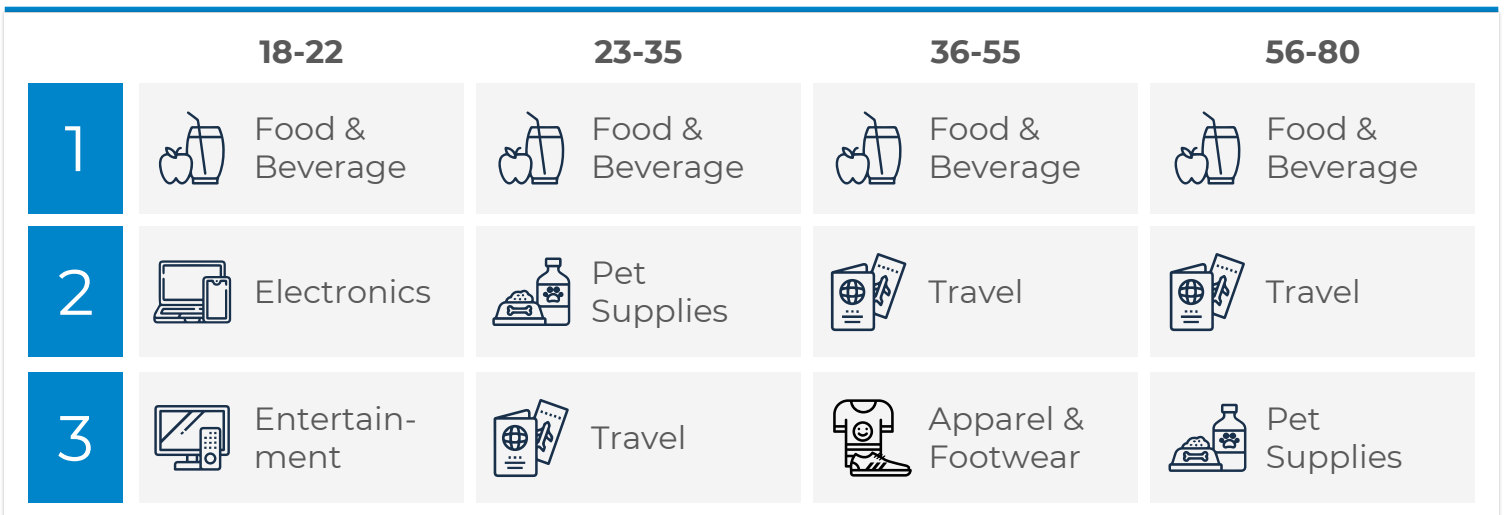 18-22 23-35 36-55 56-80
1
Food &
Beverage
Food &
Beverage
Food &
Beverage
Food &
Beverage
2
Electronics
Pet
Supplies
Travel
Travel
3
Entertain-
ment
Travel
Apparel &
Footwear
Pet
Supplies